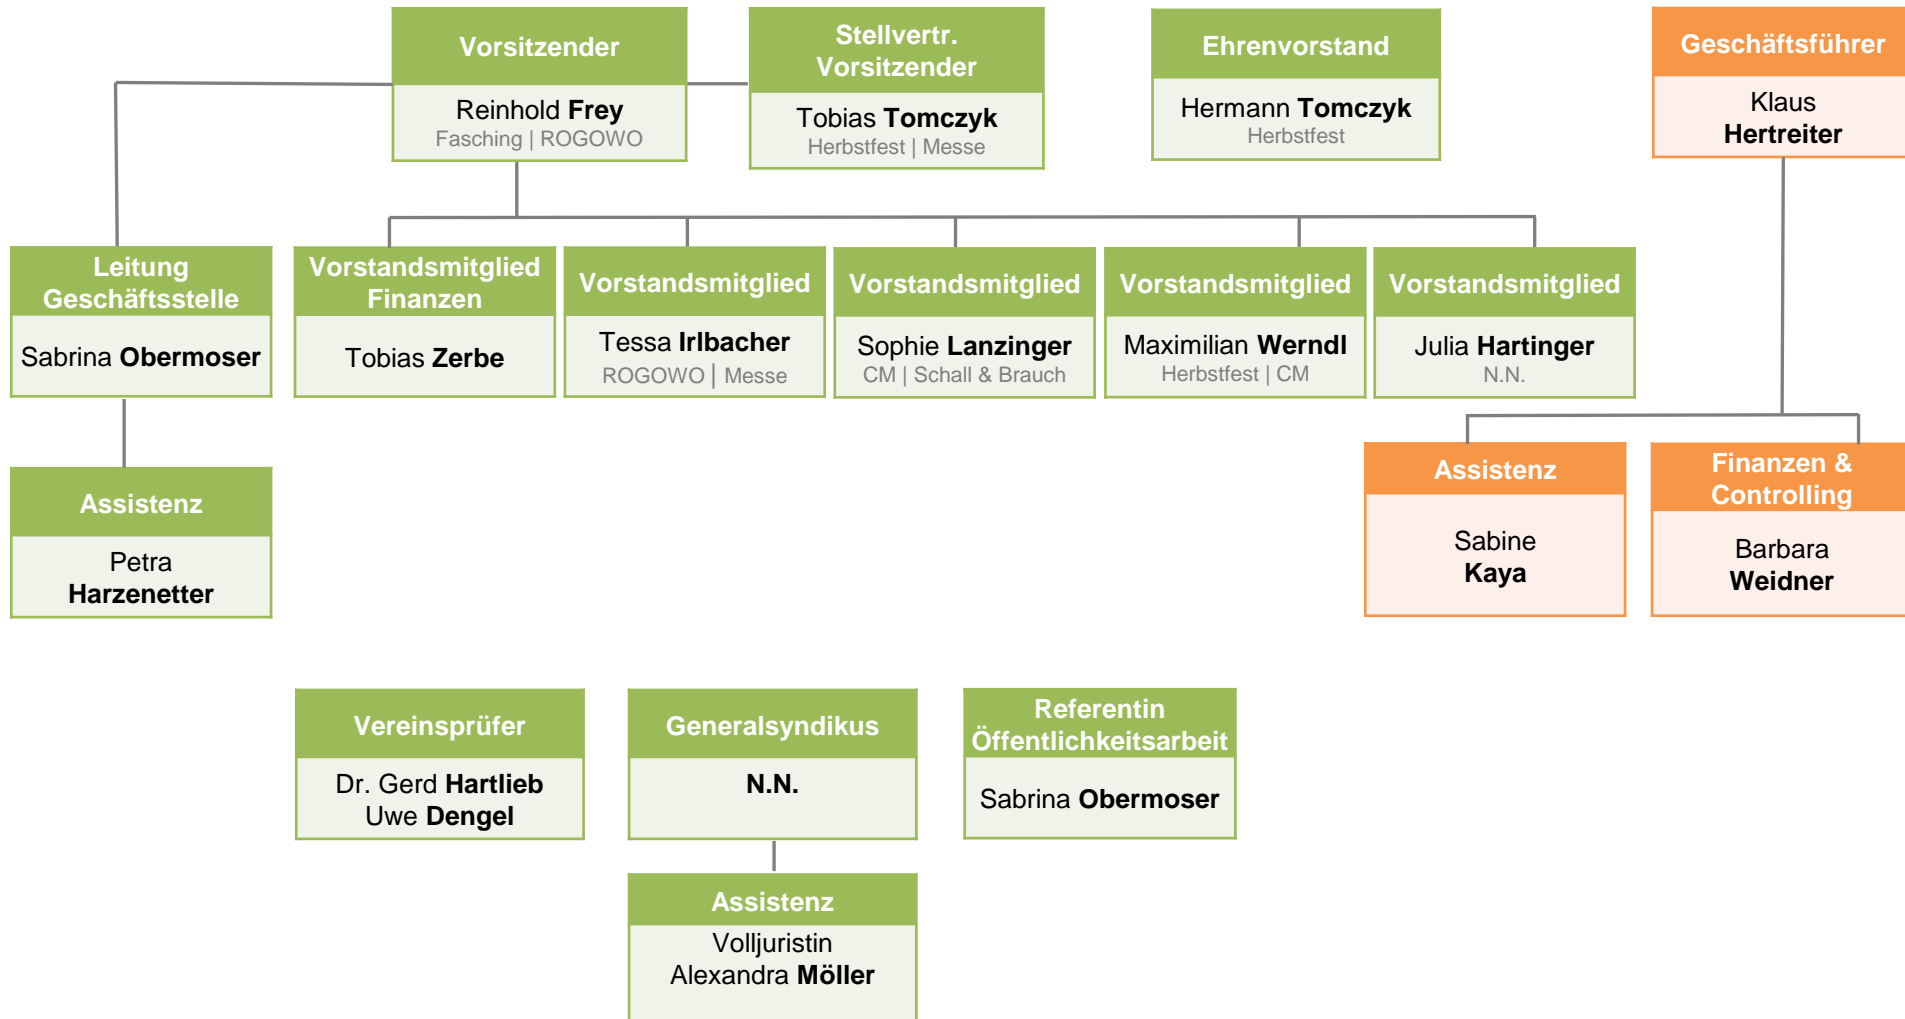 Vorsitzender
Reinhold Frey
Fasching | ROGOWO
Stellvertr.
Vorsitzender
Tobias Tomczyk
Herbstfest | Messe
Ehrenvorstand
Hermann Tomczyk
Herbstfest
Geschäftsführer
Klaus
Hertreiter
Leitung
Geschäftsstelle
Sabrina Obermoser
Vorstandsmitglied
Finanzen
Tobias Zerbe
Vorstandsmitglied
Tessa Irlbacher
ROGOWO | Messe
Vorstandsmitglied
Sophie Lanzinger
CM | Schall & Brauch
Vorstandsmitglied
Maximilian Werndl
Herbstfest | CM
Vorstandsmitglied
Julia Hartinger
N.N.
Assistenz
Petra
Harzenetter
Assistenz
Sabine
Kaya
Finanzen &
Controlling
Barbara
Weidner
Vereinsprüfer
Dr. Gerd Hartlieb
Uwe Dengel
Generalsyndikus
N.N.
Referentin
Öffentlichkeitsarbeit
Sabrina Obermoser
Assistenz
Volljuristin
Alexandra Möller